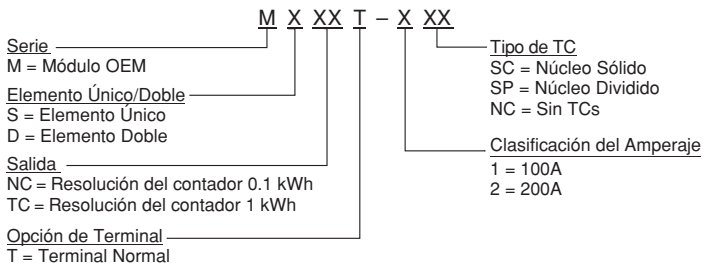 M X XX T – X XX
Serie
M = Módulo OEM
Elemento Único/Doble
S = Elemento Único
D = Elemento Doble
Salida
NC = Resolución del contador 0.1 kWh
TC = Resolución del contador 1 kWh
Opción de Terminal
T = Terminal Normal
Tipo de TC
SC = Núcleo Sólido
SP = Núcleo Dividido
NC = Sin TCs
Clasificación del Amperaje
1 = 100A
2 = 200A